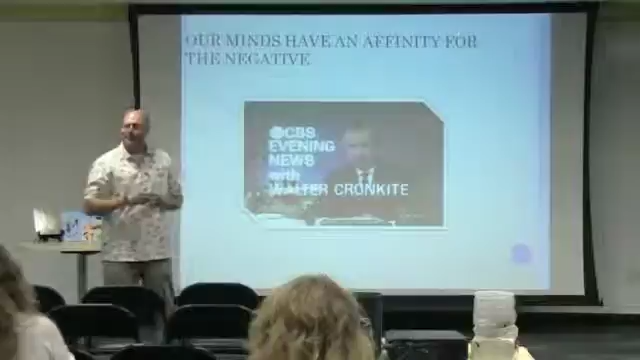 OUR MINDS HAVE AN AFFINITY FOR
THE NEGATIVE
CBS
EVENING
NEWS
with
WALTER CRONKITE